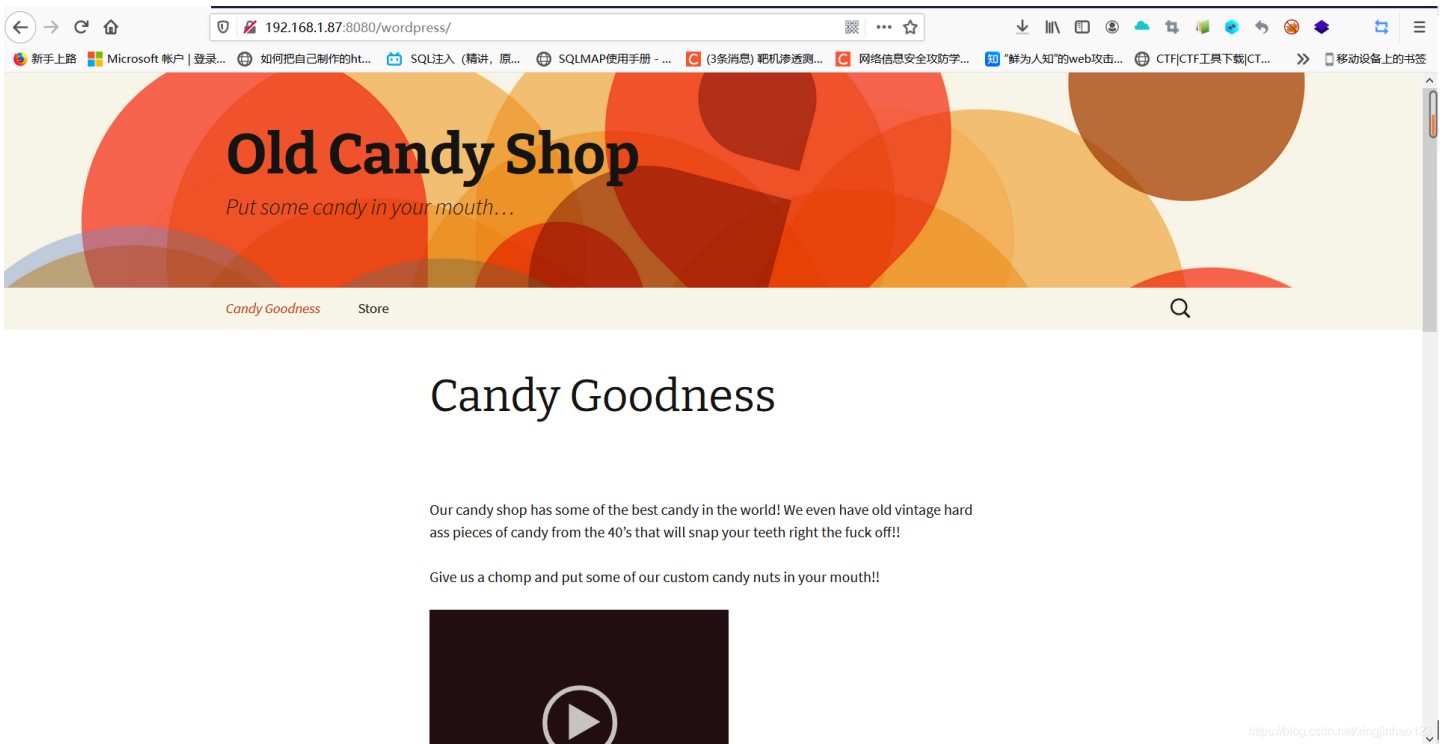 192.168.1.87:8080/wordpress/
新手上路 Microsoft 帐户 | 登录... 如何把自己制作的ht... SQL注入 (精讲，原... SQLMAP使用手册 - ... (3条消息) 靶机渗透测... 网络信息安全攻防学... "鲜为人知"的web攻击... CTF|CTF工具下载|CT... 移动设备上的书签
Old Candy Shop
Put some candy in your mouth…
Candy Goodness Store
Candy Goodness
Our candy shop has some of the best candy in the world! We even have old vintage hard
ass pieces of candy from the 40’s that will snap your teeth right the fuck off!!
Give us a chomp and put some of our custom candy nuts in your mouth!!